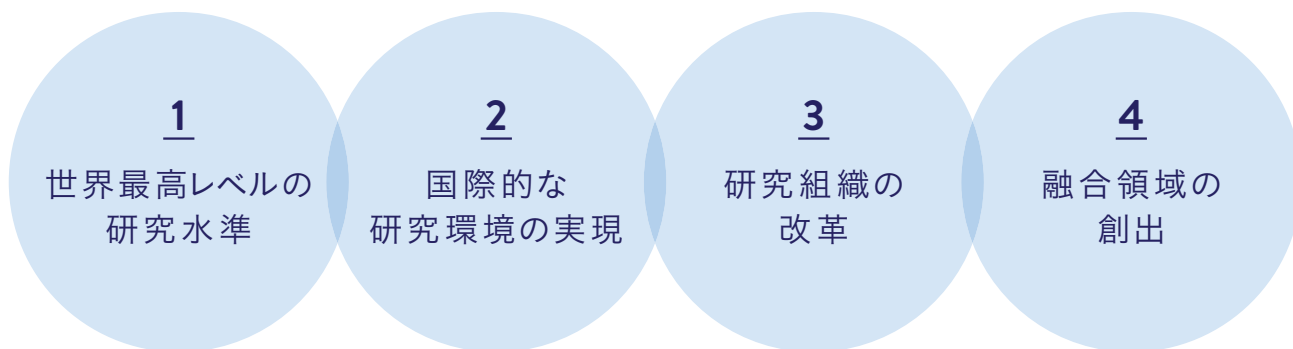 1
世界最高レベルの
研究水準
2
国際的な
研究環境の実現
3
研究組織の
改革
4
融合領域の
創出